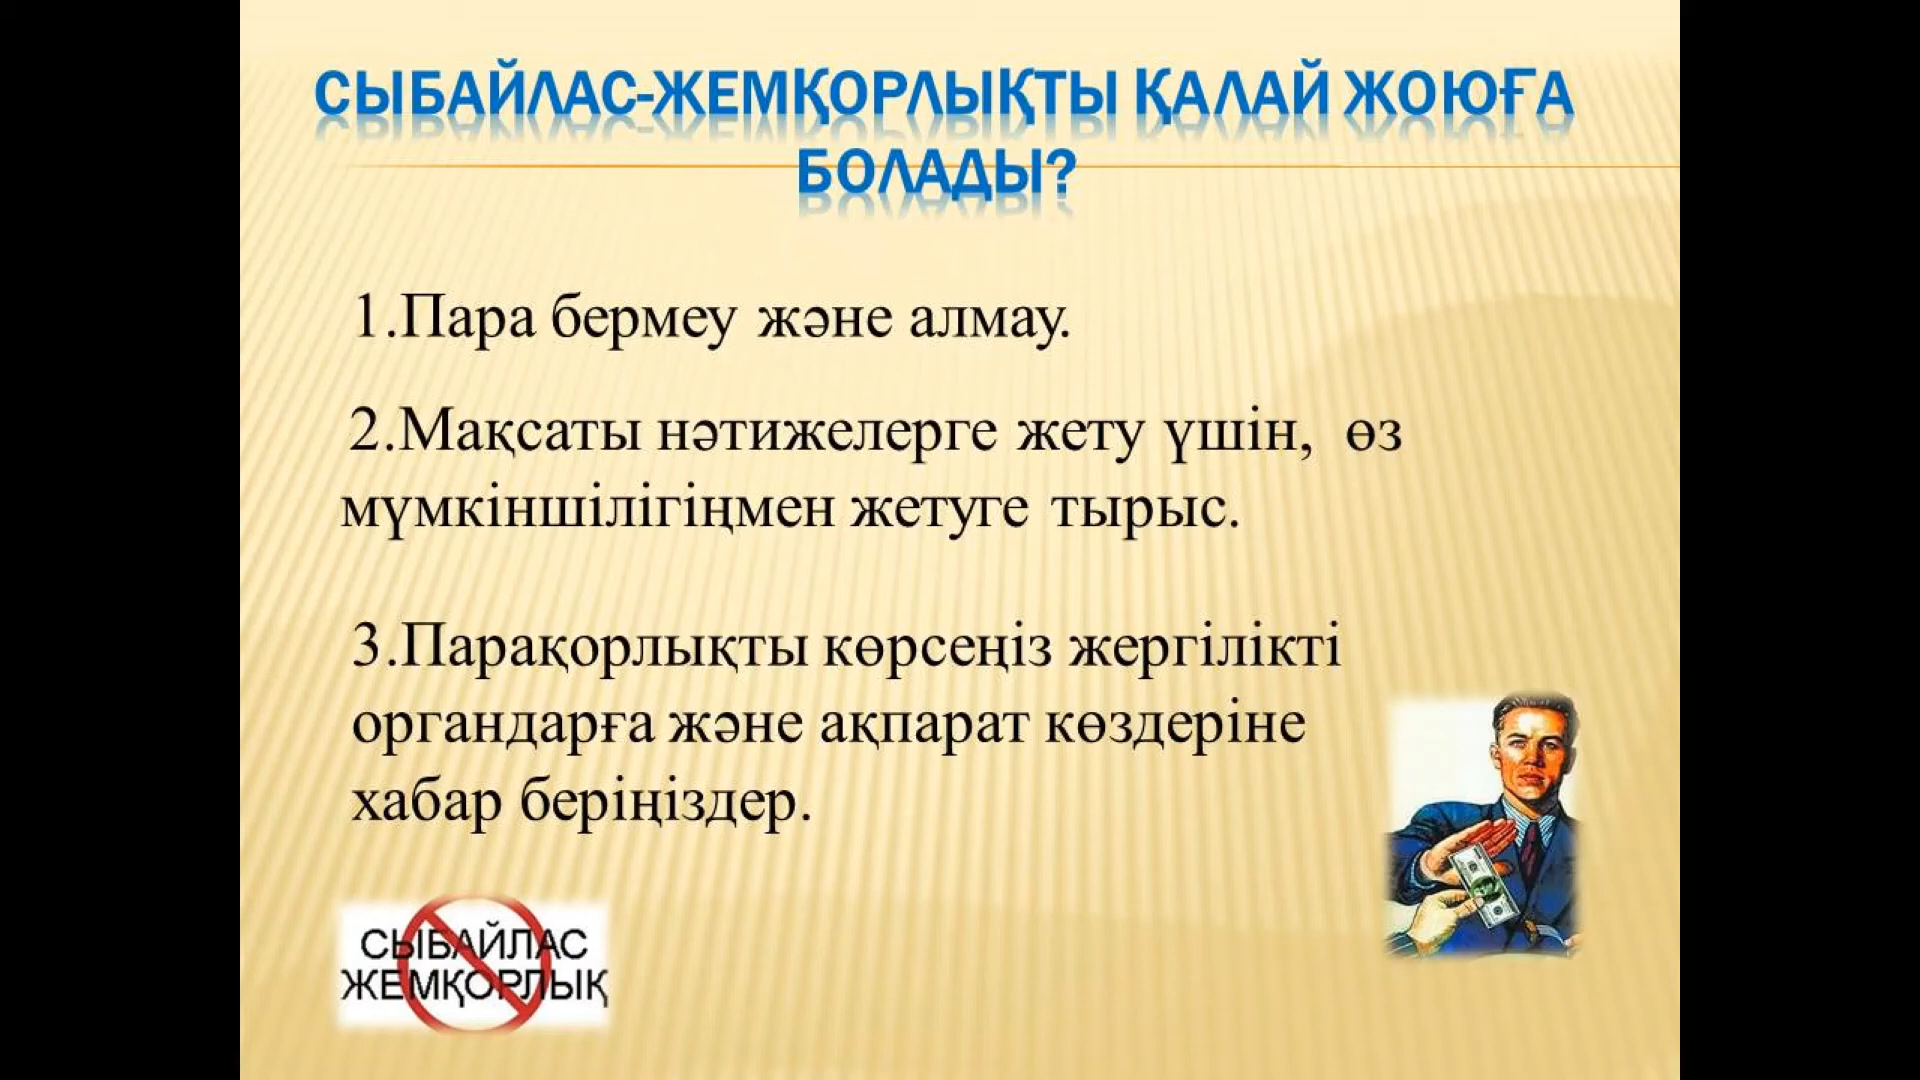 СЫБАЙЛАС-ЖЕМҚОРЛЫҚТЫ ҚАЛАЙ ЖОЮҒА
БОЛАДЫ?
1.Пара бермеу және алмау.
2.Мақсаты нәтижелерге жету үшін, өз
мүмкіншілігіңмен жетуге тырыс.
3.Парақорлықты көрсеңіз жергілікті
органдарға және ақпарат көздеріне
хабар беріңіздер.
СЫБАЙЛАС
ЖЕМҚОРЛЫҚ